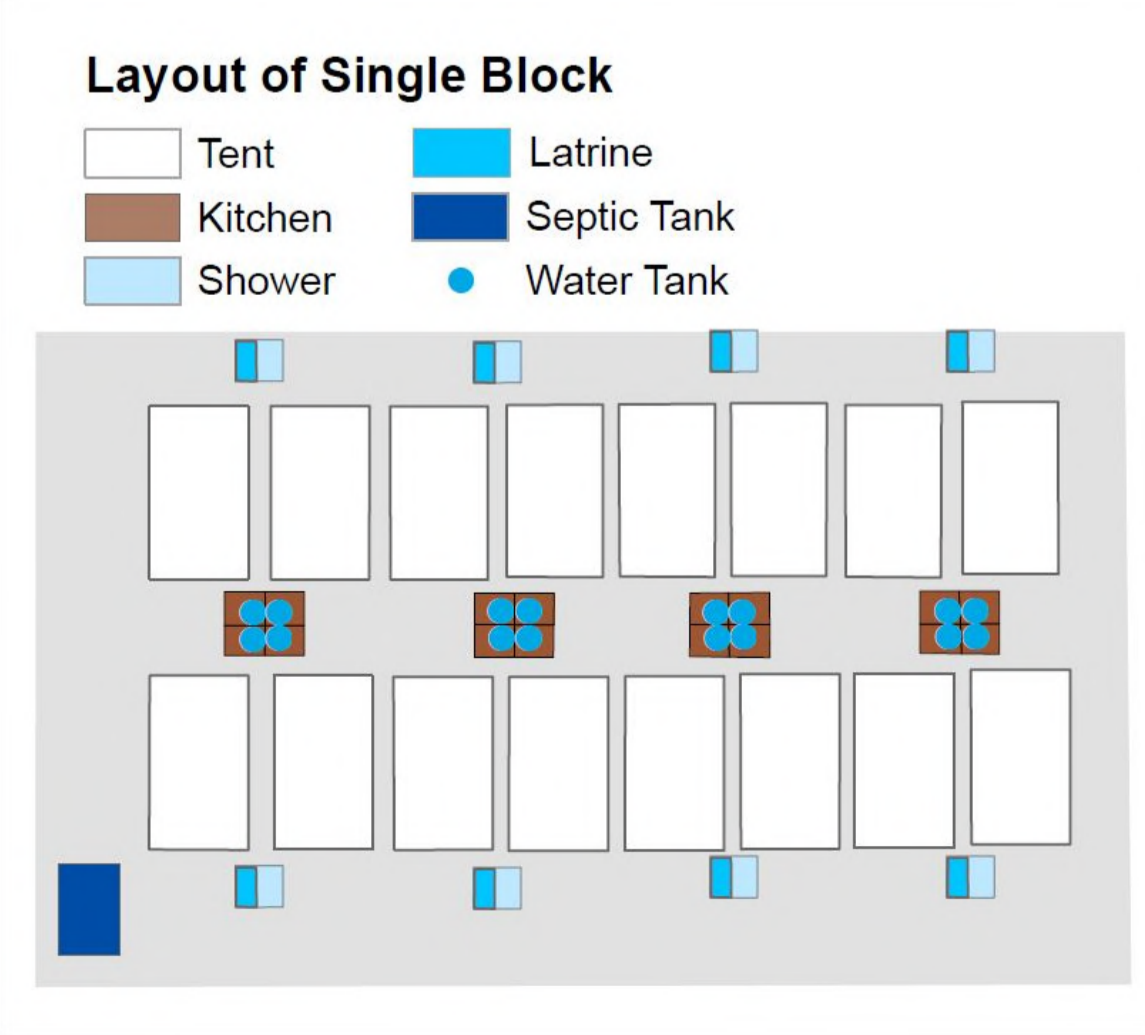 Layout of Single Block
Tent
Latrine
Kitchen
Septic Tank
Shower
Water Tank